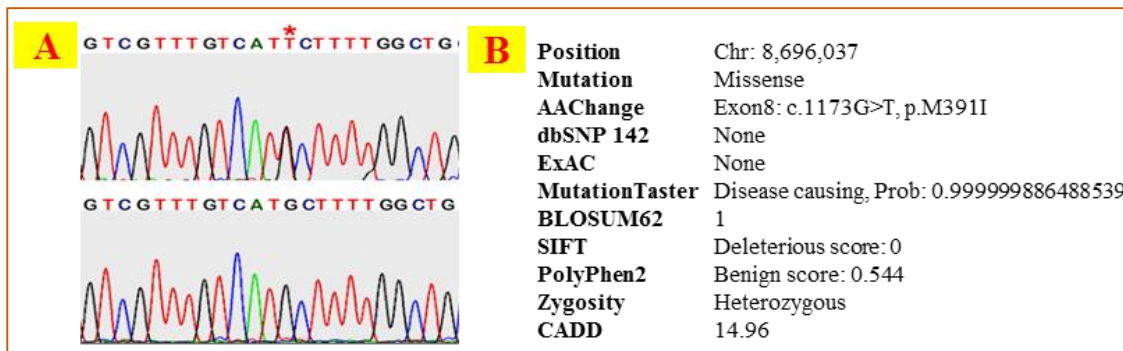 A
*
GTCGTTTGTCATTCTTTTGGCTG
GTCGTTTGTCATGCTTTTGGCTG
B
Position Chr: 8,696,037
Mutation Missense
AAChange Exon8: c.1173G>T, p.M391I
dbSNP 142 None
ExAC None
MutationTaster Disease causing, Prob: 0.999999886488539
BLOSUM62 1
SIFT Deleterious score: 0
PolyPhen2 Benign score: 0.544
Zygosity Heterozygous
CADD 14.96